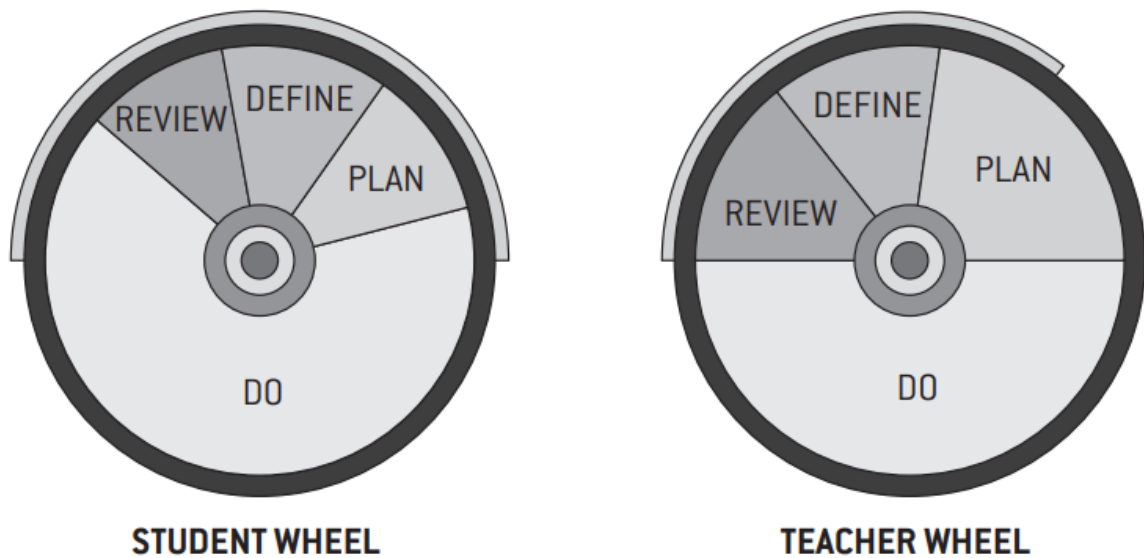 REVIEW
DEFINE
PLAN
DO
STUDENT WHEEL
REVIEW
DEFINE
PLAN
DO
TEACHER WHEEL